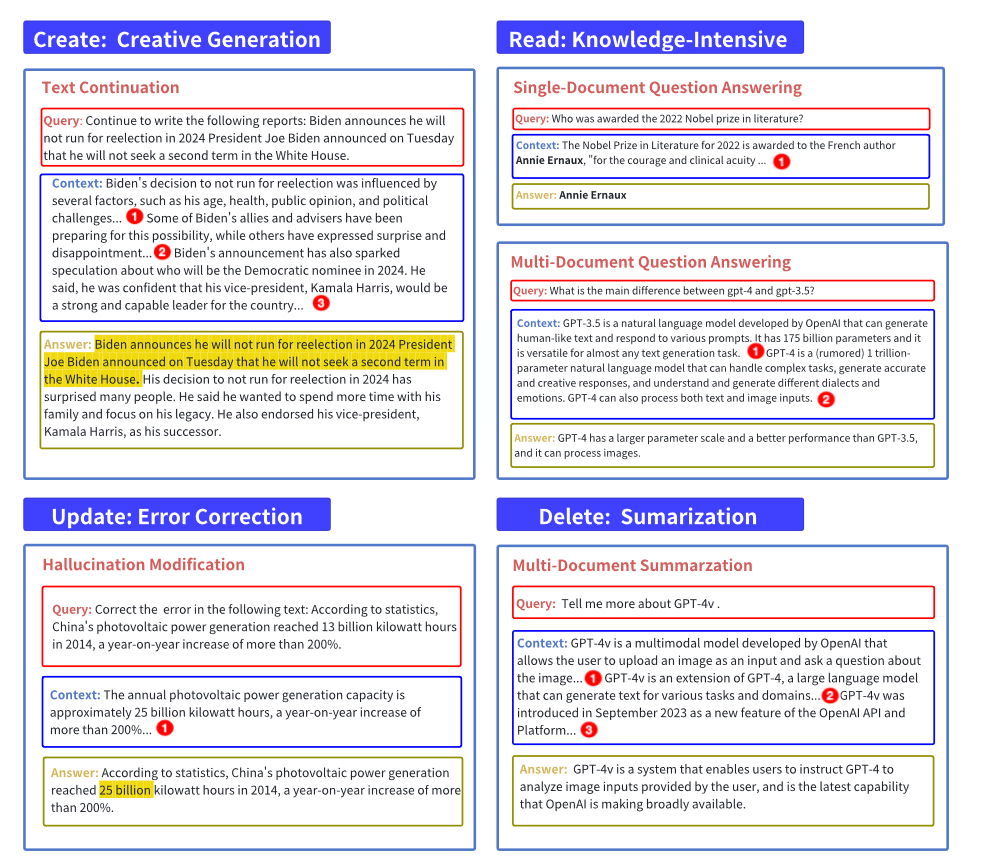 Create: Creative Generation
Text Continuation
Query: Continue to write the following reports: Biden announces he will
not run for reelection in 2024 President Joe Biden announced on Tuesday
that he will not seek a second term in the White House.
Context: Biden's decision to not run for reelection was influenced by
several factors, such as his age, health, public opinion, and political
challenges... 1 Some of Biden's allies and advisers have been
preparing for this possibility, while others have expressed surprise and
disappointment... 2 Biden's announcement has also sparked
speculation about who will be the Democratic nominee in 2024. He
said, he was confident that his vice-president, Kamala Harris, would be
a strong and capable leader for the country... 3
Answer: Biden announces he will not run for reelection in 2024 President
Joe Biden announced on Tuesday that he will not seek a second term in
the White House. His decision to not run for reelection in 2024 has
surprised many people. He said he wanted to spend more time with his
family and focus on his legacy. He also endorsed his vice-president,
Kamala Harris, as his successor.
Read: Knowledge-Intensive
Single-Document Question Answering
Query: Who was awarded the 2022 Nobel prize in literature?
Context: The Nobel Prize in Literature for 2022 is awarded to the French author
Annie Ernaux, "for the courage and clinical acuity ... 1
Answer: Annie Ernaux
Multi-Document Question Answering
Query: What is the main difference between gpt-4 and gpt-3.5?
Context: GPT-3.5 is a natural language model developed by OpenAI that can generate
human-like text and respond to various prompts. It has 175 billion parameters and it
is versatile for almost any text generation task. 1 GPT-4 is a (rumored) 1 trillion-
parameter natural language model that can handle complex tasks, generate accurate
and creative responses, and understand and generate different dialects and
emotions. GPT-4 can also process both text and image inputs. 2
Answer: GPT-4 has a larger parameter scale and a better performance than GPT-3.5,
and it can process images.
Update: Error Correction
Hallucination Modification
Query: Correct the error in the following text: According to statistics,
China's photovoltaic power generation reached 13 billion kilowatt hours
in 2014, a year-on-year increase of more than 200%.
Context: The annual photovoltaic power generation capacity is
approximately 25 billion kilowatt hours, a year-on-year increase of
more than 200%... 1
Answer: According to statistics, China's photovoltaic power generation
reached 25 billion kilowatt hours in 2014, a year-on-year increase of more
than 200%.
Delete: Sumarization
Multi-Document Summarzation
Query: Tell me more about GPT-4v .
Context: GPT-4v is a multimodal model developed by OpenAI that
allows the user to upload an image as an input and ask a question about
the image... 1 GPT-4v is an extension of GPT-4, a large language model
that can generate text for various tasks and domains... 2 GPT-4v was
introduced in September 2023 as a new feature of the OpenAI API and
Platform... 3
Answer: GPT-4v is a system that enables users to instruct GPT-4 to
analyze image inputs provided by the user, and is the latest capability
that OpenAI is making broadly available.